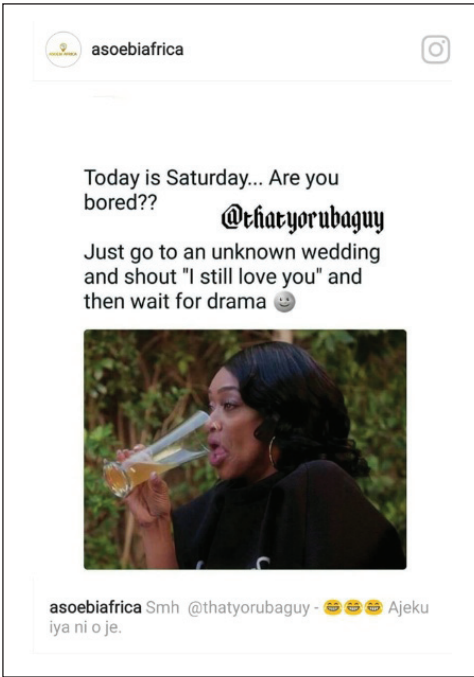 asoebiafrica
Today is Saturday... Are you
bored??
@thatyorubaguy
Just go to an unknown wedding
and shout "I still love you" and
then wait for drama 🌚
asoebiafrica Smh @thatyorubaguy - 😂😂😂 Ajeku
iya ni o je.